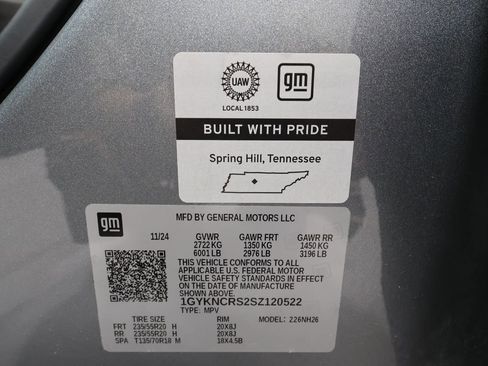 UAW
LOCAL 1853
gm
BUILT WITH PRIDE
Spring Hill, Tennessee
gm
MFD BY GENERAL MOTORS LLC
11/24 GVWR GAWR FRT GAWR RR
2722 KG 1350 KG 1450 KG
6001 LB 2976 LB 3196 LB
THIS VEHICLE CONFORMS TO ALL
APPLICABLE U.S. FEDERAL MOTOR
VEHICLE SAFETY STANDARDS IN EFFECT
ON THE DATE OF MANUFACTURE
SHOWN ABOVE.
1GYKNCRS2SZ120522
TYPE: MPV
TIRE SIZE RIM MODEL: 226NH26
FRT 235/55R20 H 20X8J
RR 235/55R20 H 20X8J
SPA T135/70R18 M 18X4.5B